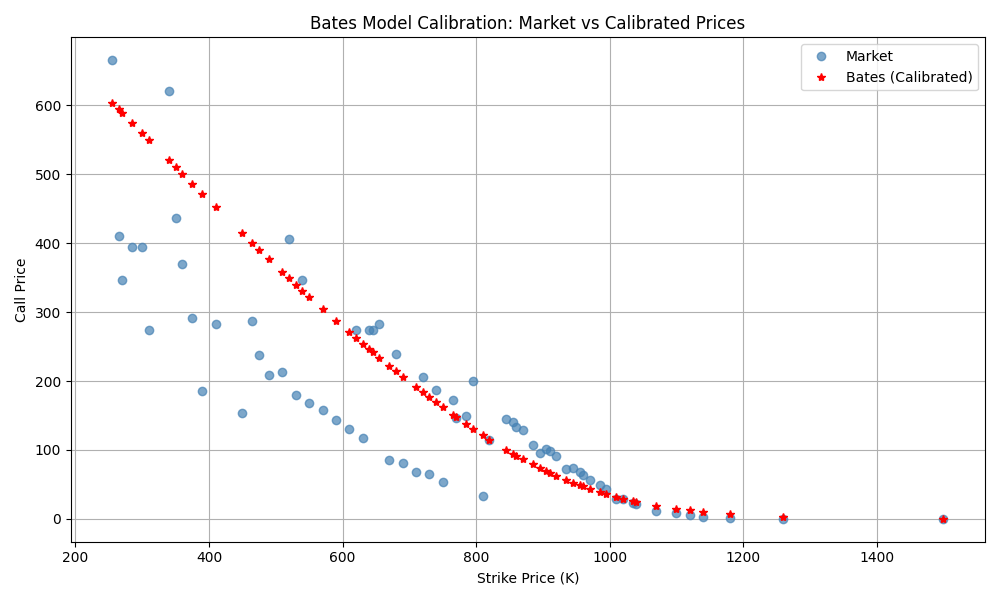 Bates Model Calibration: Market vs Calibrated Prices
Market
Bates (Calibrated)
Call Price
600
500
400
300
200
100
0
200
400
600
800
1000
1200
1400
Strike Price (K)